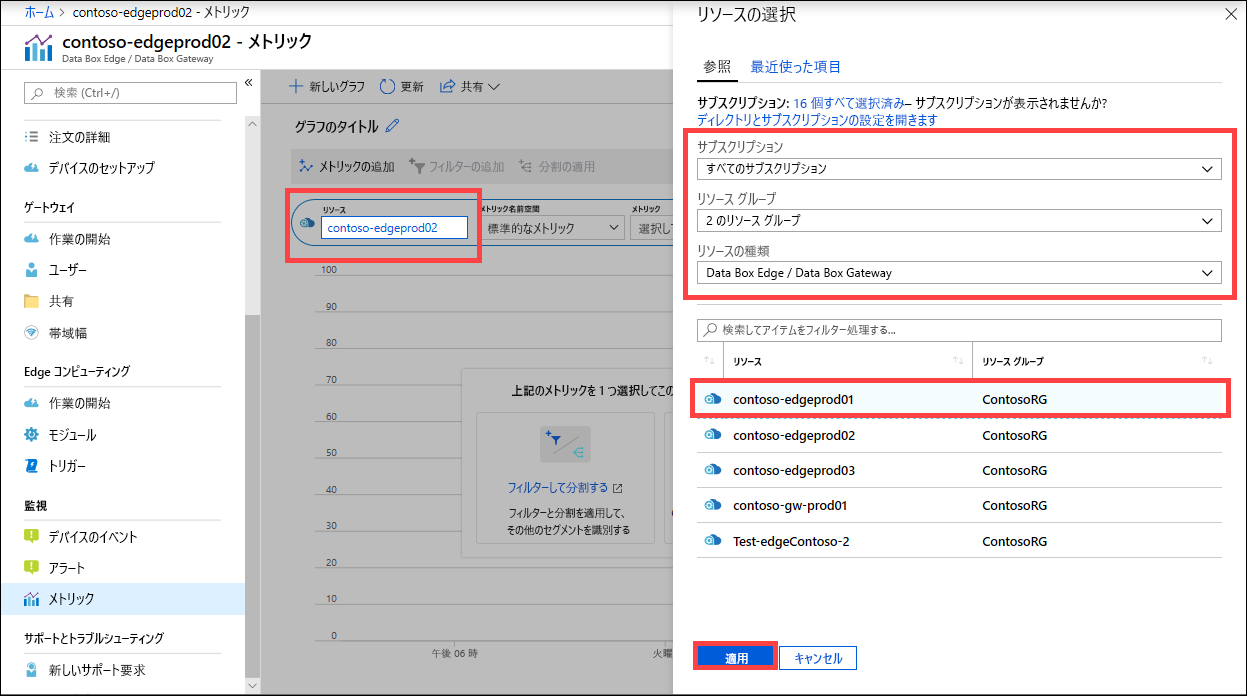 ホーム > contoso-edgeprod02 - メトリック
contoso-edgeprod02 - メトリック
Data Box Edge / Data Box Gateway
検索 (Ctrl+/)
«
注文の詳細
デバイスのセットアップ
ゲートウェイ
作業の開始
ユーザー
共有
帯域幅
Edge コンピューティング
作業の開始
モジュール
トリガー
監視
デバイスのイベント
アラート
メトリック
サポートとトラブルシューティング
新しいサポート要求
新しいグラフ 更新 共有
グラフのタイトル
メトリックの追加 フィルターの追加 分割の適用
リソース メトリック名前空間 メトリック
contoso-edgeprod02 標準的なメトリック 選択し
100
90
80
70
60
50
40
30
20
10
0
午後 06 時 火曜
上記のメトリックを 1 つ選択してこの
フィルターして分割する
フィルターと分割を適用して、
その他のセグメントを識別する
リソースの選択
参照 最近使った項目
サブスクリプション: 16 個すべて選択済み– サブスクリプションが表示されませんか?
ディレクトリとサブスクリプションの設定を開きます
サブスクリプション
すべてのサブスクリプション
リソース グループ
2 のリソース グループ
リソースの種類
Data Box Edge / Data Box Gateway
検索してアイテムをフィルター処理する...
リソース リソース グループ
contoso-edgeprod01 ContosoRG
contoso-edgeprod02 ContosoRG
contoso-edgeprod03 ContosoRG
contoso-gw-prod01 ContosoRG
Test-edgeContoso-2 ContosoRG
適用 キャンセル